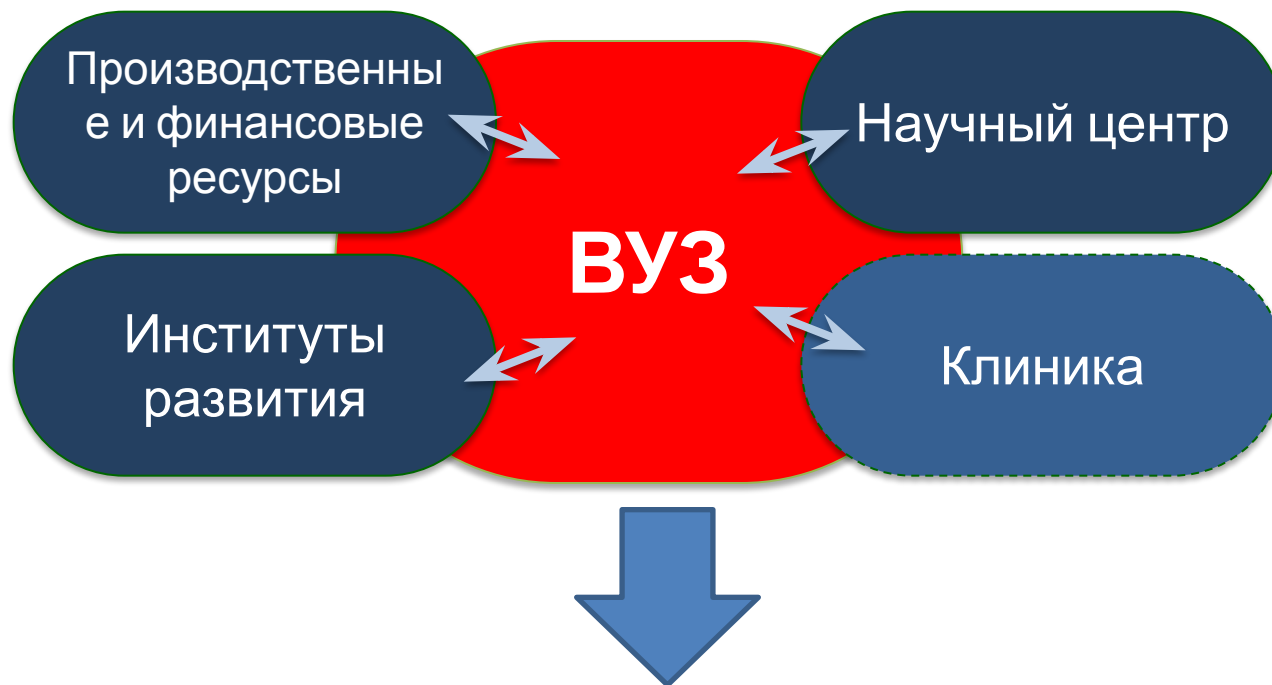 Производственны
е и финансовые
ресурсы
Научный центр
ВУЗ
Институты
развития
Клиника